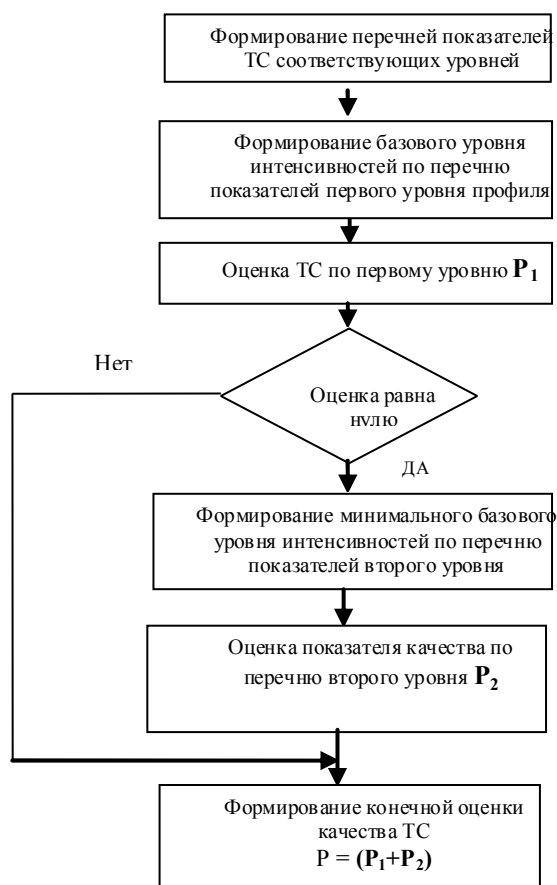 Формирование перечней показателей
ТС соответствующих уровней
Формирование базового уровня
интенсивностей по перечню
показателей первого уровня профиля
Оценка ТС по первому уровню P1
Нет
Оценка равна
нулю
ДА
Формирование минимального базового
уровня интенсивностей по перечню
показателей второго уровня
Оценка показателя качества по
перечню второго уровня P2
Формирование конечной оценки
качества ТС
P = (P1+P2)